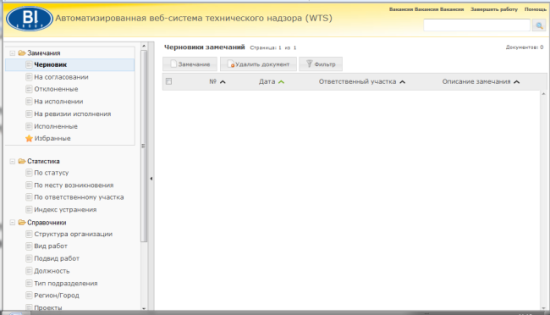 Вакансия Вакансия Вакансия Завершить работу Помощь
BI
GROUP
Автоматизированная веб-система технического надзора (WTS)
Замечания
Черновик
На согласовании
Отклоненные
На исполнении
На ревизии исполнения
Исполненные
Избранные
Статистика
По статусу
По месту возникновения
По ответственному участка
Индекс устранения
Справочники
Структура организации
Вид работ
Подвид работ
Должность
Тип подразделения
Регион/Город
Проекты
Черновики замечаний Страница: 1 из 1 Документов: 0
Замечание Удалить документ Фильтр
№ Дата Ответственный участка Описание замечания